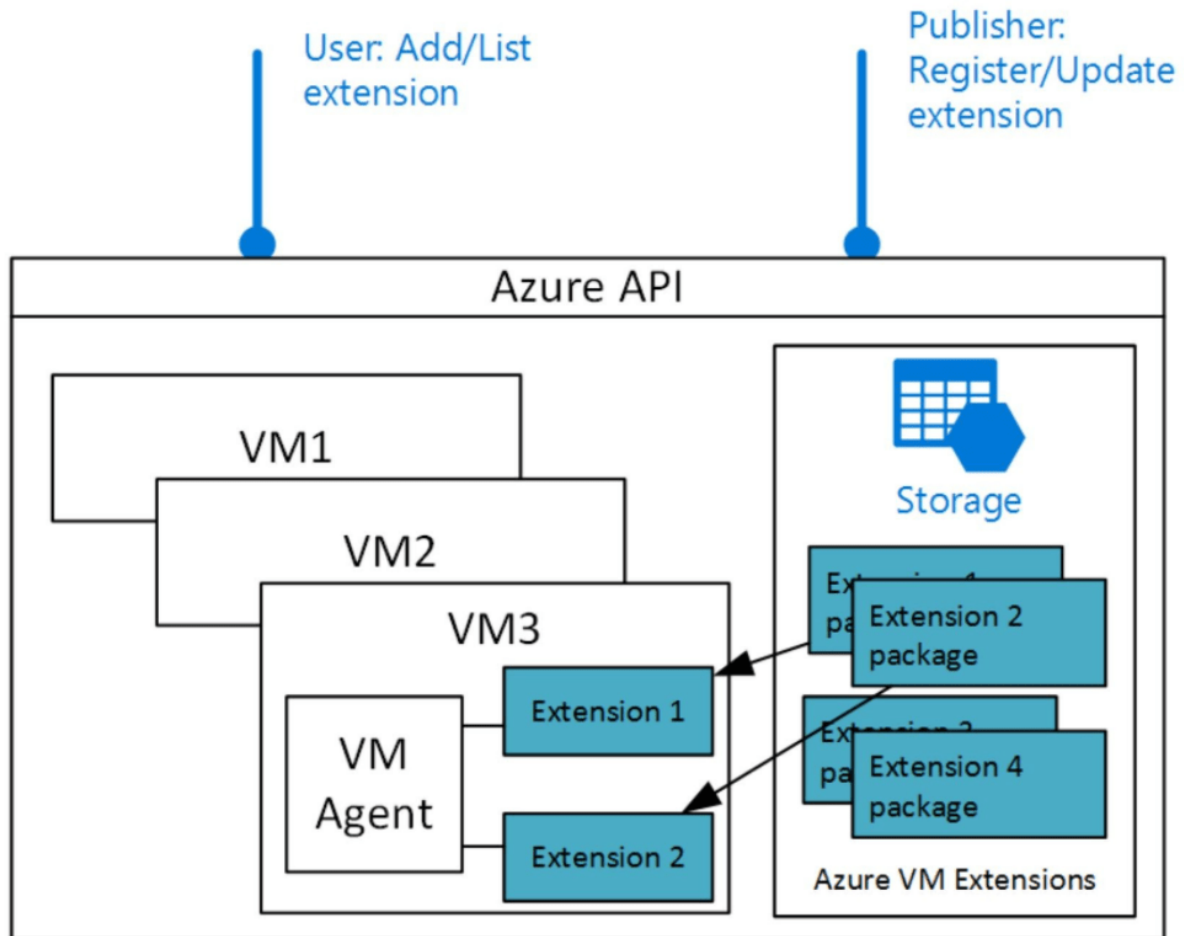 User: Add/List
extension
Publisher:
Register/Update
extension
Azure API
VM1
VM2
VM3
VM
Agent
Extension 1
Extension 2
Storage
Extension 2
package
Extension 4
package
Azure VM Extensions